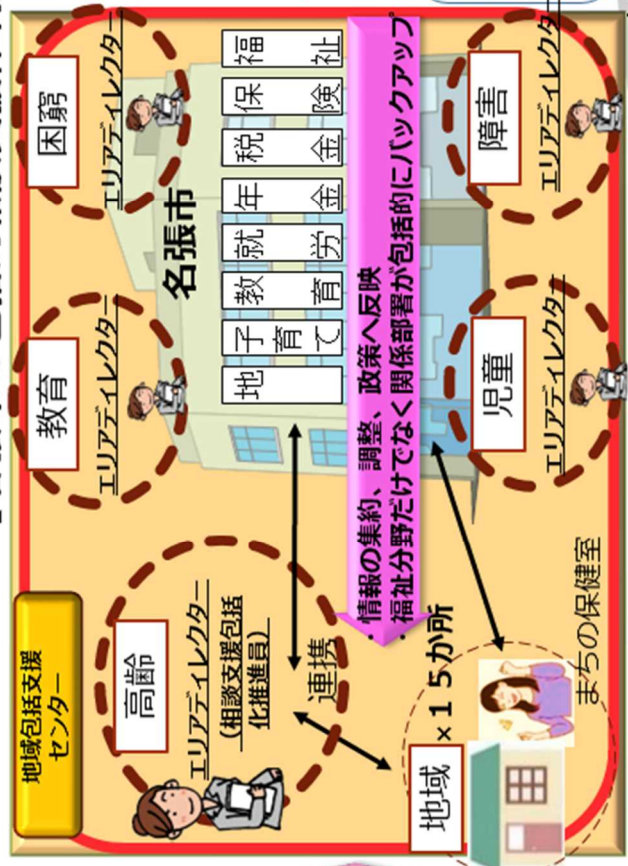 地域包括支援
センター
高齢
エリアディレクター
(相談支援包括
化推進員)
連携
教育
エリアディレクター
困窮
エリアディレクター
名張市
地
子育て
教育
就労
年金
税金
保険
福祉
・情報の集約、調整、政策へ反映
・福祉分野だけでなく関係部署が包括的にバックアップ
地域
×15か所
まちの保健室
児童
エリアディレクター
障害
エリアディレクター